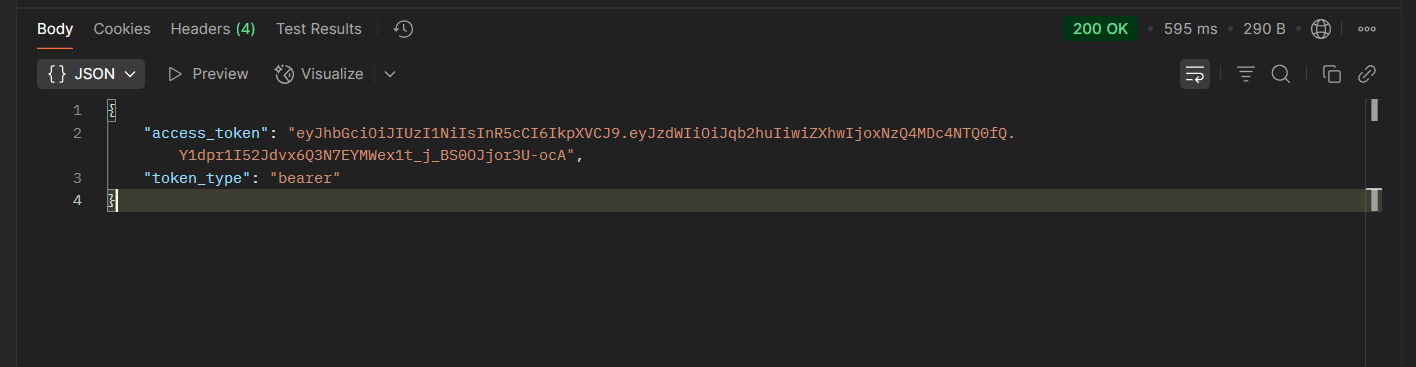 Body Cookies Headers (4) Test Results 200 OK • 595 ms • 290 B •
{} JSON Preview Visualize
1 {
2 "access_token": "eyJhbGciOiJIUzI1NiIsInR5cCI6IkpXVCJ9.eyJzdWIiOiJqb2huIiwiZXhwIjoxNzQ4MDc4NTQ0fQ.
Y1dpr1I52Jdvx6Q3N7EYMWex1t_j_BS0OJjor3U-ocA",
3 "token_type": "bearer"
4 }